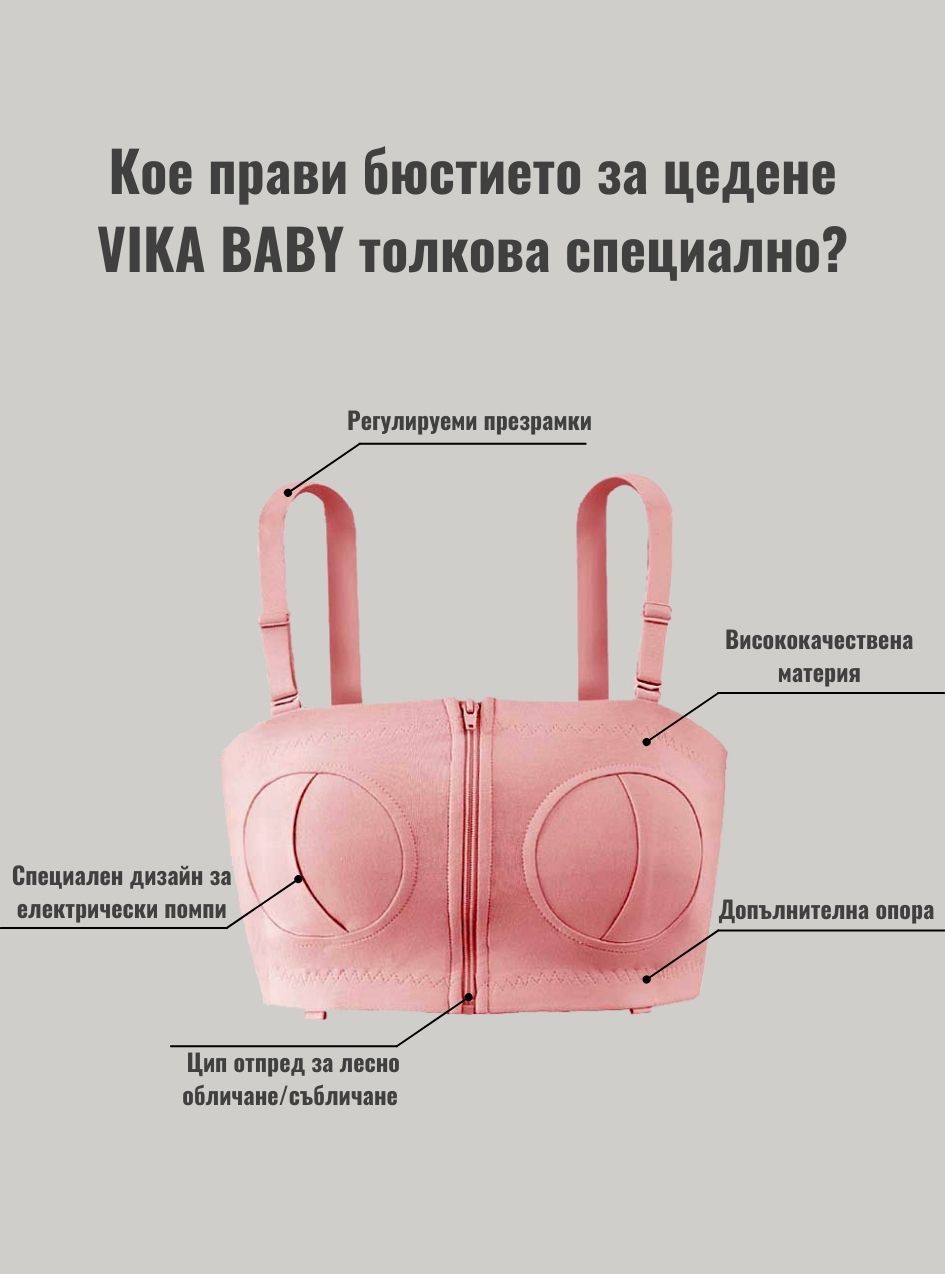 Кое прави бюстието за цедене
VIKA BABY толкова специално?
Регулируеми презрамки
Висококачествена
материя
Специален дизайн за
електрически помпи
Допълнителна опора
Цип отпред за лесно
обличане/събличане